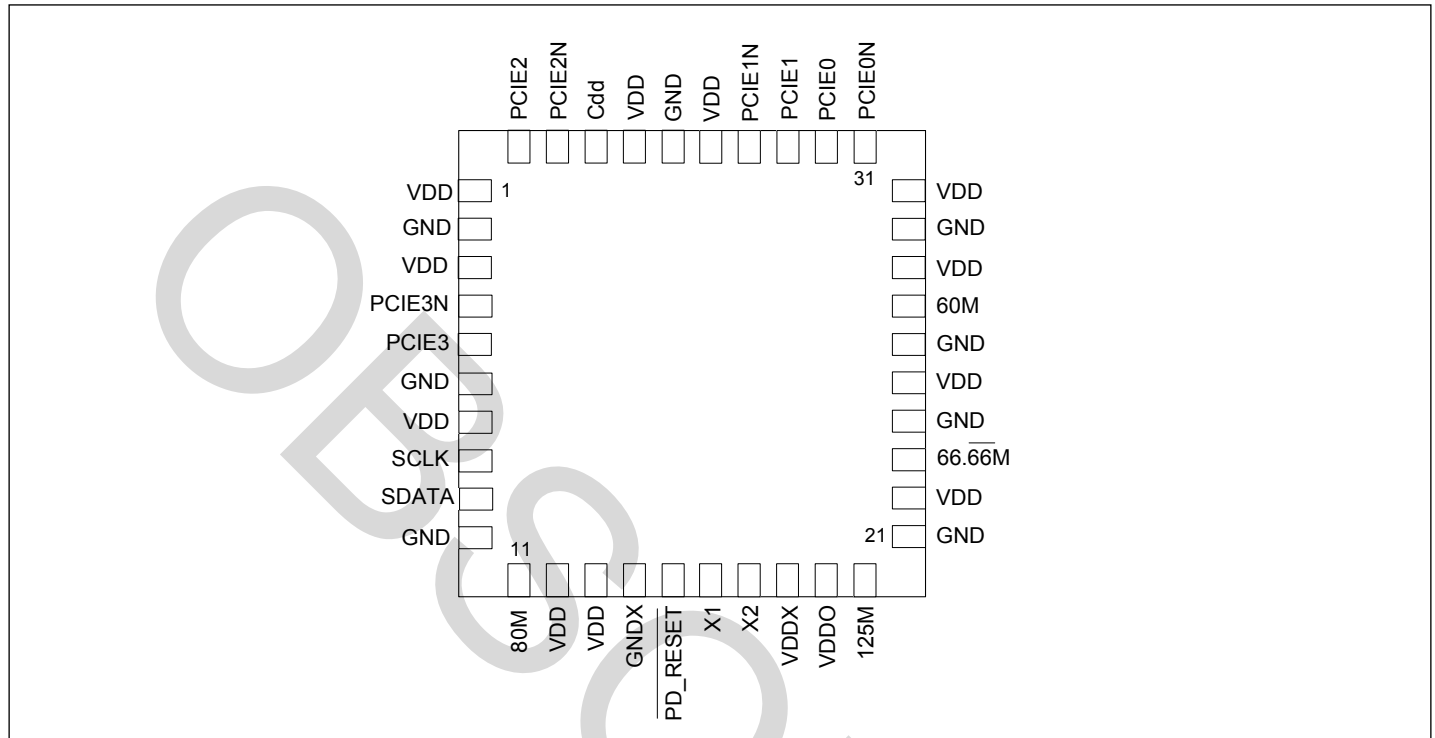 PCIE2
PCIE2N
Cdd
VDD
GND
VDD
PCIE1N
PCIE1
PCIE0
PCIE0N
31
VDD 1
GND
VDD
PCIE3N
PCIE3
GND
VDD
SCLK
SDATA
GND
VDD
GND
VDD
60M
GND
VDD
GND
66.66M
VDD
21 GND
11
80M
VDD
VDD
GNDX
PD_RESET
X1
X2
VDDX
VDDO
125M
OBSO